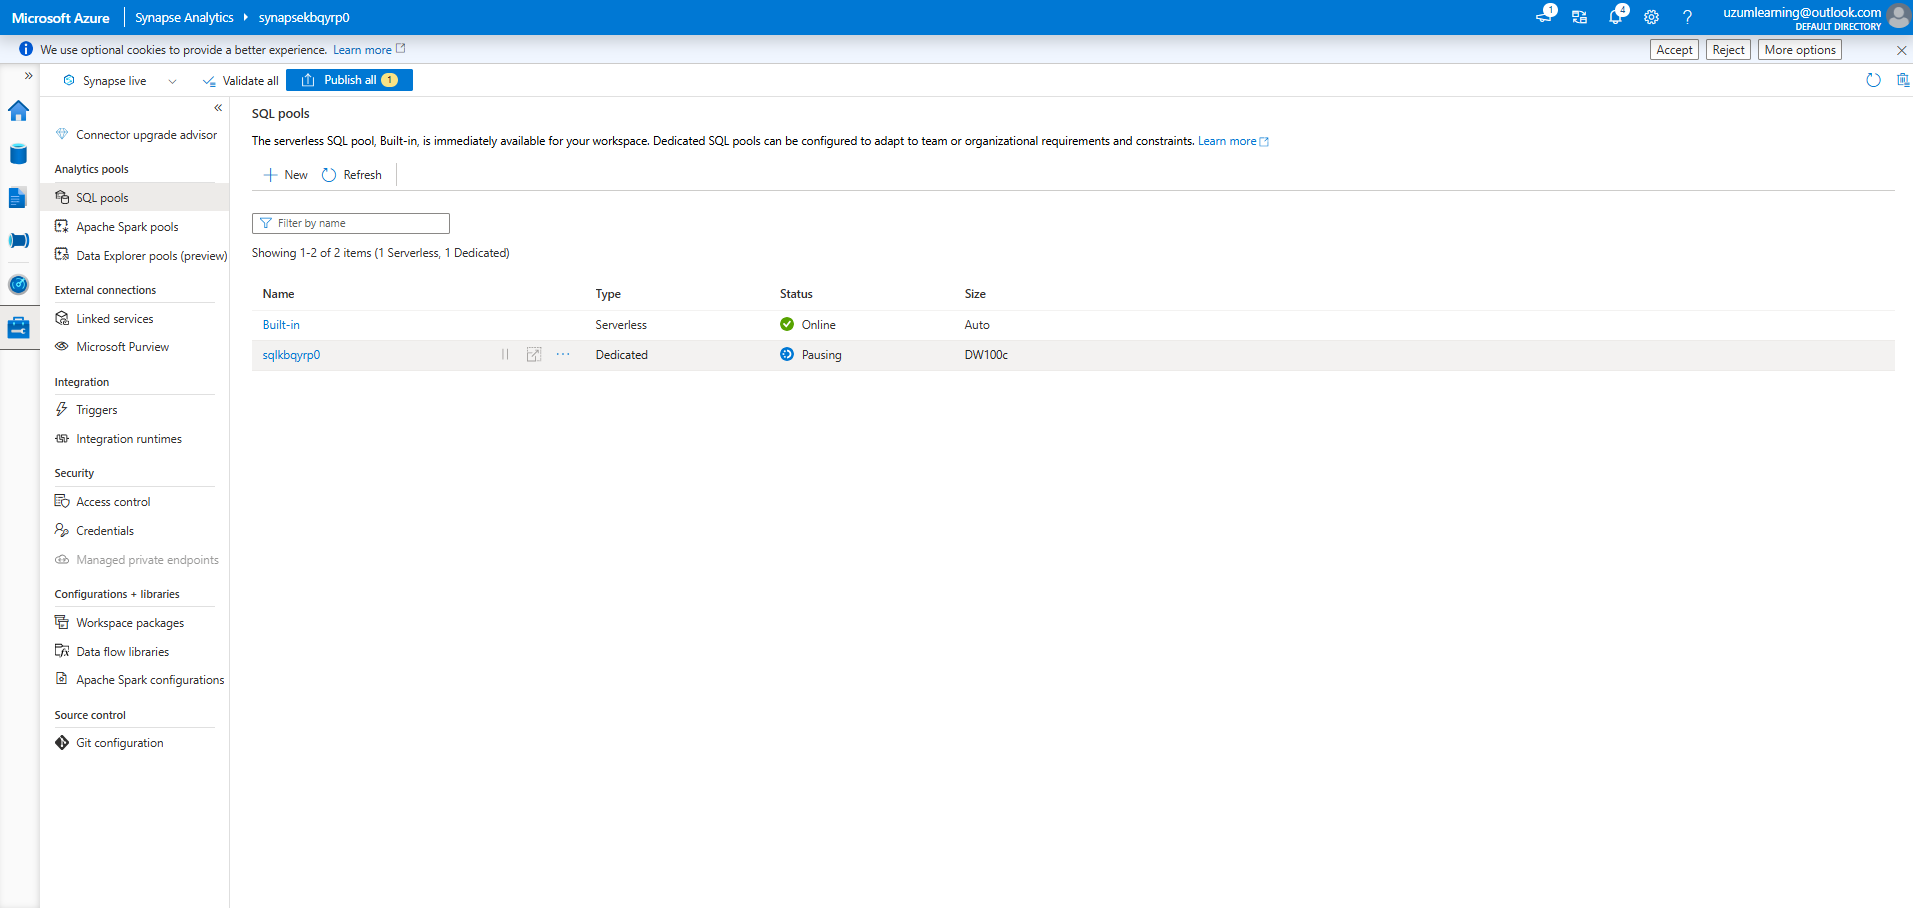 Microsoft Azure
Synapse Analytics
synapsekbqyrp0
1
4
?
uzumlearning@outlook.com
DEFAULT DIRECTORY
We use optional cookies to provide a better experience. Learn more
Accept
Reject
More options
Synapse live
Validate all
Publish all 1
Connector upgrade advisor
Analytics pools
SQL pools
Apache Spark pools
Data Explorer pools (preview)
External connections
Linked services
Microsoft Purview
Integration
Triggers
Integration runtimes
Security
Access control
Credentials
Managed private endpoints
Configurations + libraries
Workspace packages
Data flow libraries
Apache Spark configurations
Source control
Git configuration
SQL pools
The serverless SQL pool, Built-in, is immediately available for your workspace. Dedicated SQL pools can be configured to adapt to team or organizational requirements and constraints. Learn more
New
Refresh
Filter by name
Showing 1-2 of 2 items (1 Serverless, 1 Dedicated)
Name Type Status Size
Built-in Serverless Online Auto
sqlkbqyrp0 Dedicated Pausing DW100c